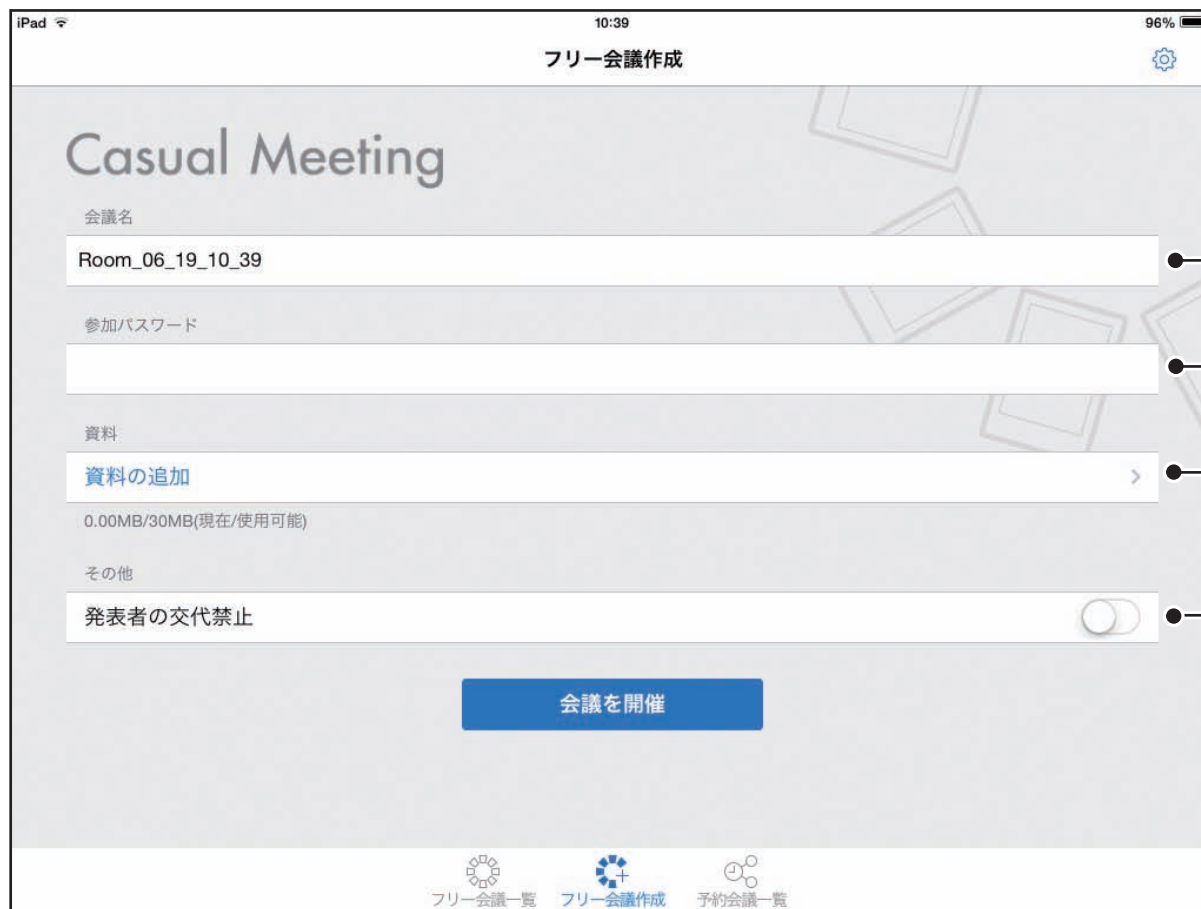 iPad 10:39 96%
フリー会議作成
Casual Meeting
会議名
Room_06_19_10_39
参加パスワード
資料
資料の追加
0.00MB/30MB(現在/使用可能)
その他
発表者の交代禁止
会議を開催
フリー会議一覧 フリー会議作成 予約会議一覧